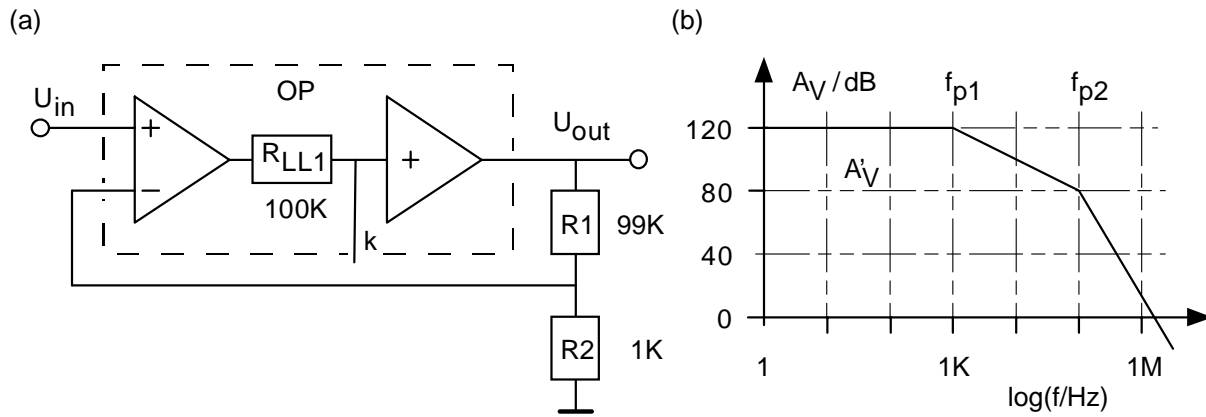 (a)
(b)
OP
U_in
+
−
R_LL1
100K
k
+
U_out
R1
99K
R2
1K
A_V / dB
f_p1
f_p2
120
A'_V
80
40
0
1
1K
1M
log(f/Hz)